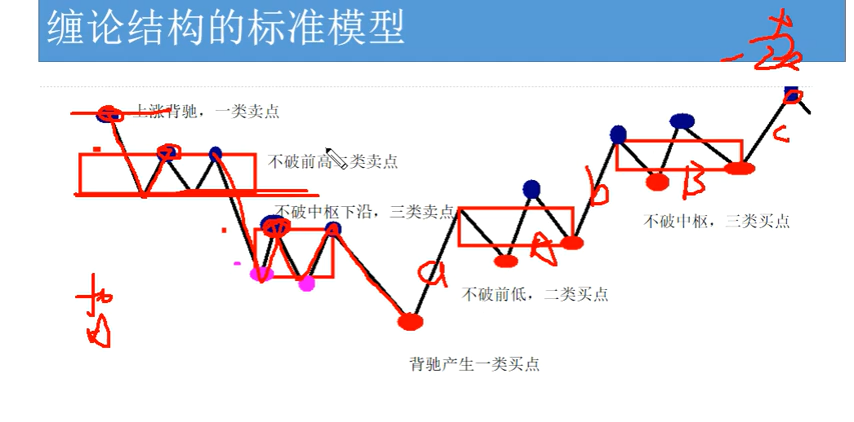 缠论结构的标准模型
一卖
上涨背驰，一类卖点
不破前高二类卖点
不破中枢下沿，三类卖点
a
A
b
B
c
不破中枢，三类买点
不破前低，二类买点
背驰产生一类买点